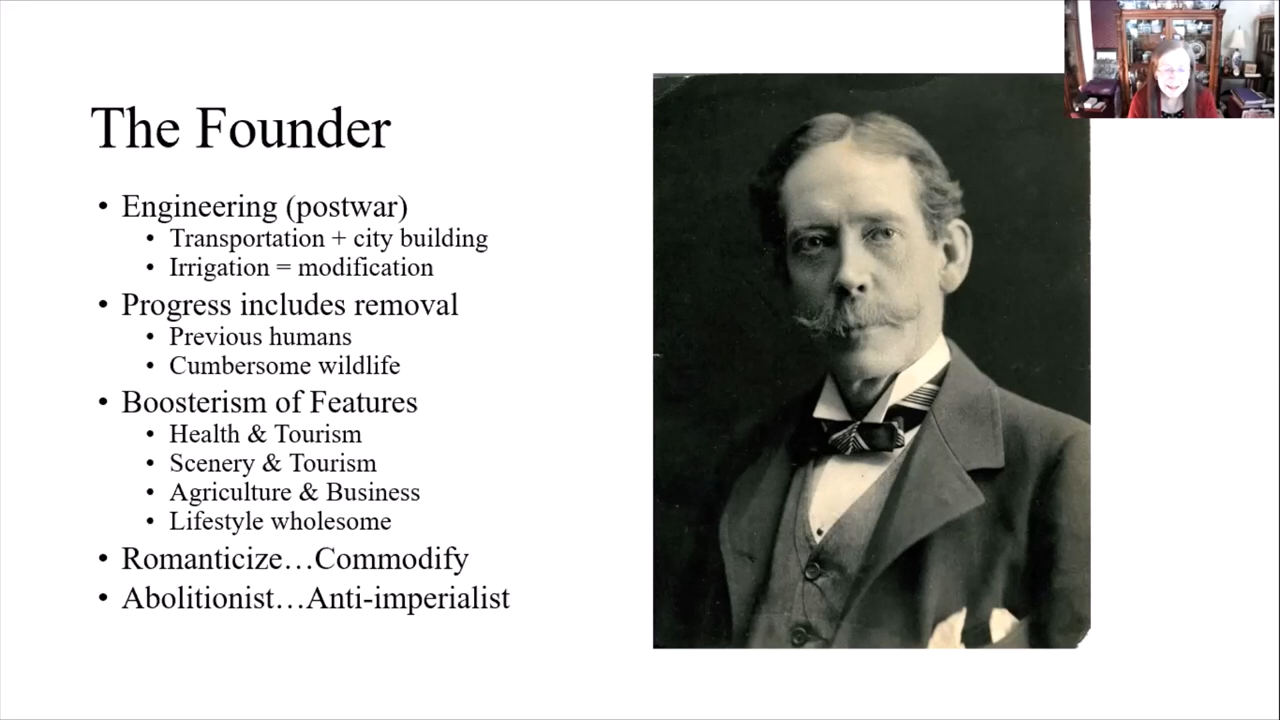 The Founder
• Engineering (postwar)
• Transportation + city building
• Irrigation = modification
• Progress includes removal
• Previous humans
• Cumbersome wildlife
• Boosterism of Features
• Health & Tourism
• Scenery & Tourism
• Agriculture & Business
• Lifestyle wholesome
• Romanticize…Commodify
• Abolitionist…Anti-imperialist